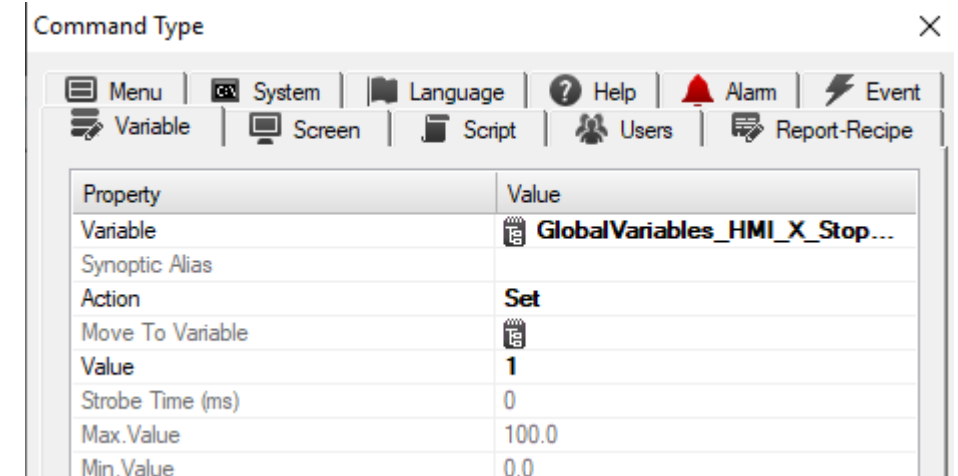 Command Type
Menu System Language Help Alarm Event
Variable Screen Script Users Report-Recipe
Property Value
Variable GlobalVariables_HMI_X_Stop...
Synoptic Alias
Action Set
Move To Variable
Value 1
Strobe Time (ms) 0
Max.Value 100.0
Min.Value 0.0